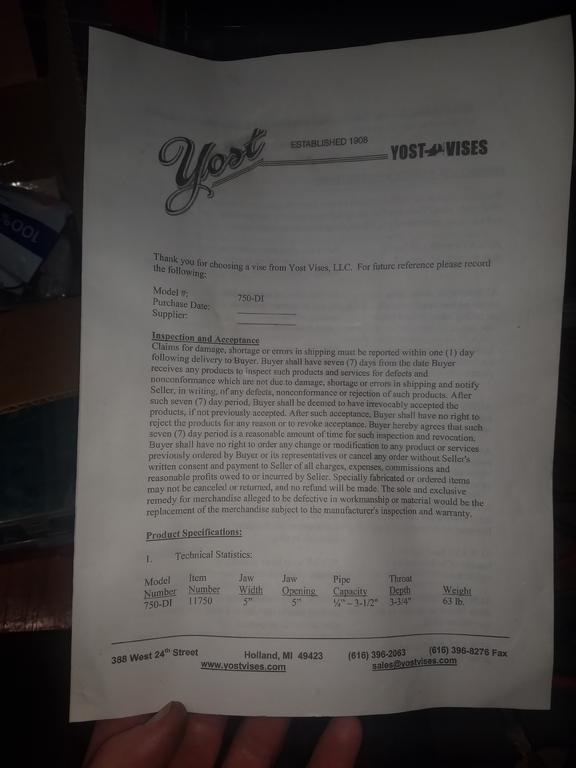 Yost
ESTABLISHED 1908
YOST VISES
Thank you for choosing a vise from Yost Vises, LLC. For future reference please record
the following:
Model #: 750-DI
Purchase Date:
Supplier:
Inspection and Acceptance
Claims for damage, shortage or errors in shipping must be reported within one (1) day
following delivery to Buyer. Buyer shall have seven (7) days from the date Buyer
receives any products to inspect such products and services for defects and
nonconformance which are not due to damage, shortage or errors in shipping and notify
Seller, in writing, of any defects, nonconformance or rejection of such products. After
such seven (7) day period, Buyer shall be deemed to have irrevocably accepted the
products, if not previously accepted. After such acceptance, Buyer shall have no right to
reject the products for any reason or to revoke acceptance. Buyer hereby agrees that such
seven (7) day period is a reasonable amount of time for such inspection and revocation.
Buyer shall have no right to order any change or modification to any product or services
previously ordered by Buyer or its representatives or cancel any order without Seller's
written consent and payment to Seller of all charges, expenses, commissions and
reasonable profits owed to or incurred by Seller. Specially fabricated or ordered items
may not be canceled or returned, and no refund will be made. The sole and exclusive
remedy for merchandise alleged to be defective in workmanship or material would be the
replacement of the merchandise subject to the manufacturer's inspection and warranty.
Product Specifications:
1. Technical Statistics:
Model Item Jaw Jaw Pipe Throat
Number Number Width Opening Capacity Depth Weight
750-DI 11750 5" 5" ¼" – 3-1/2" 3-3/4" 63 lb.
388 West 24th Street Holland, MI 49423 (616) 396-2063 (616) 396-8276 Fax
www.yostvises.com sales@yostvises.com
100%